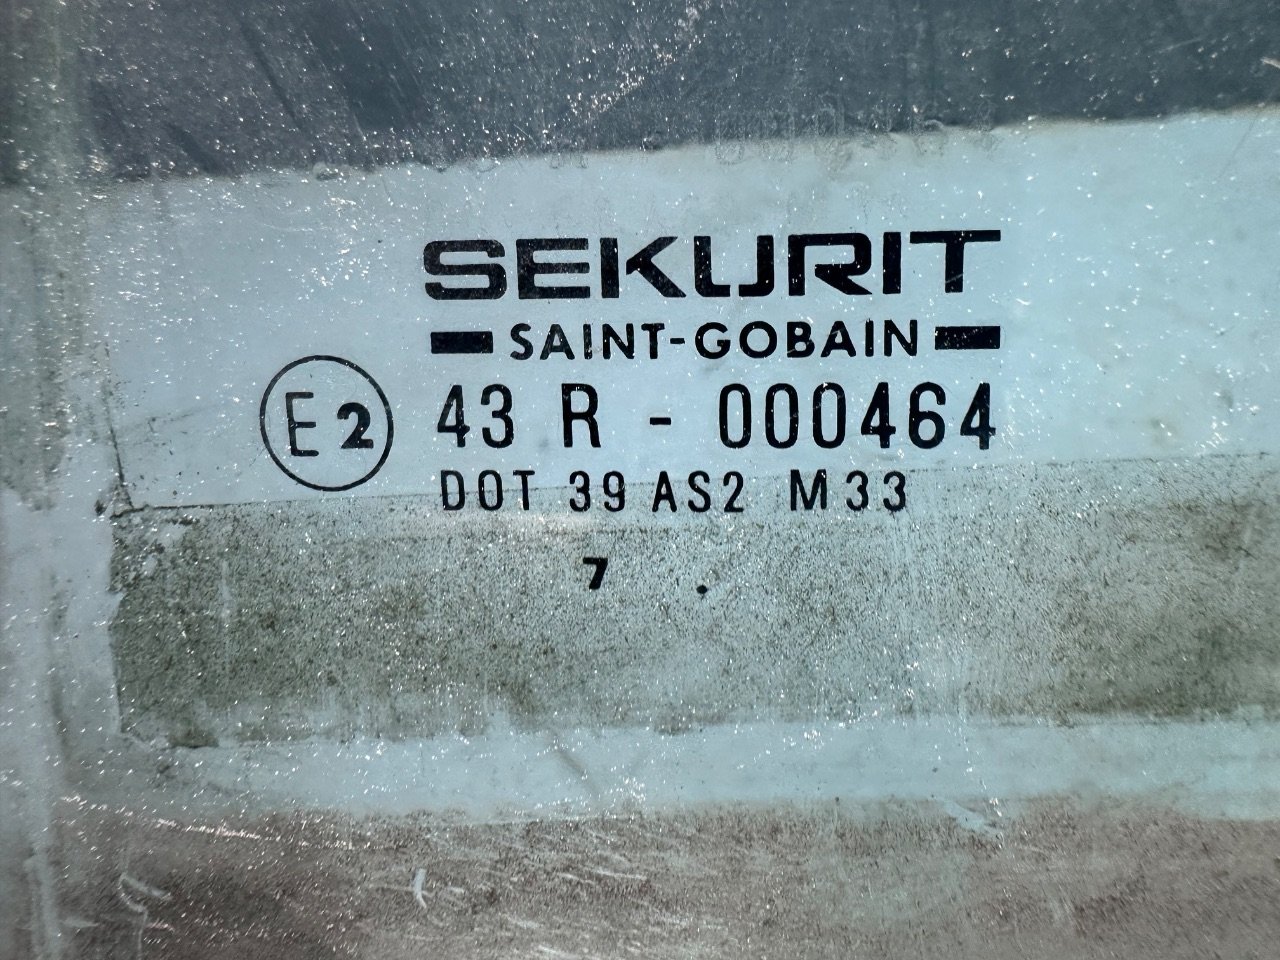 SEKURIT
SAINT-GOBAIN
E2 43 R - 000464
DOT 39 AS2 M33
7 .